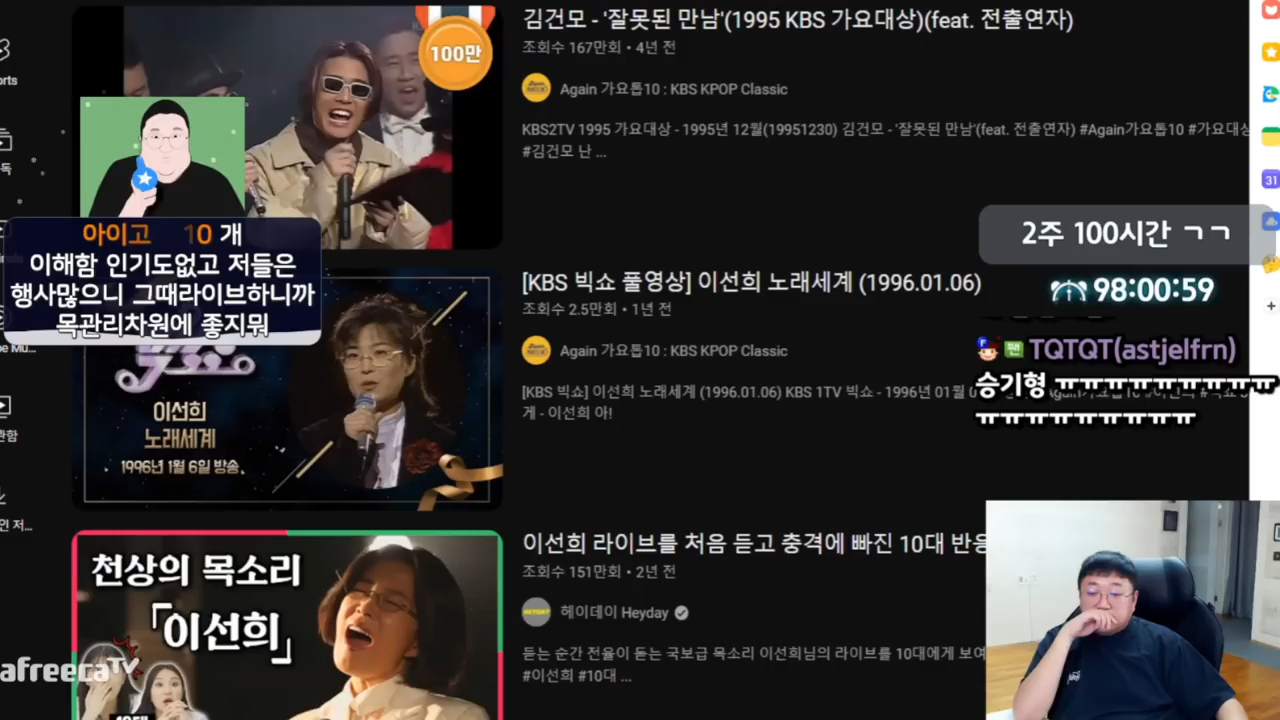 김건모 - '잘못된 만남'(1995 KBS 가요대상)(feat. 전출연자)
조회수 167만회 • 4년 전
100만
orts
Again 가요톱10 : KBS KPOP Classic
KBS2TV 1995 가요대상 - 1995년 12월(19951230) 김건모 - '잘못된 만남'(feat. 전출연자) #Again가요톱10 #가요대상
#김건모 난 ...
독
31
아이고 10 개
이해함 인기도없고 저들은
행사많으니 그때라이브하니까
목관리차원에 좋지뭐
2주 100시간 ㄱㄱ
98:00:59
[KBS 빅쇼 풀영상] 이선희 노래세계 (1996.01.06)
조회수 2.5만회 • 1년 전
Again 가요톱10 : KBS KPOP Classic
F 팬 TQTQT(astjelfrn)
승기형 ㅠㅠㅠㅠㅠㅠㅠㅠㅠ
ㅠㅠㅠㅠㅠㅠㅠㅠㅠ
[KBS 빅쇼] 이선희 노래세계 (1996.01.06) KBS 1TV 빅쇼 - 1996년 01월
게 - 이선희 아!
이선희
노래세계
1996년 1월 6일 방송
관함
인 저...
이선희 라이브를 처음 듣고 충격에 빠진 10대 반응
조회수 151만회 • 2년 전
헤이데이 Heyday
듣는 순간 전율이 돋는 국보급 목소리 이선희님의 라이브를 10대에게 보여
#이선희 #10대 ...
천상의 목소리
「이선희」
afreecaTV